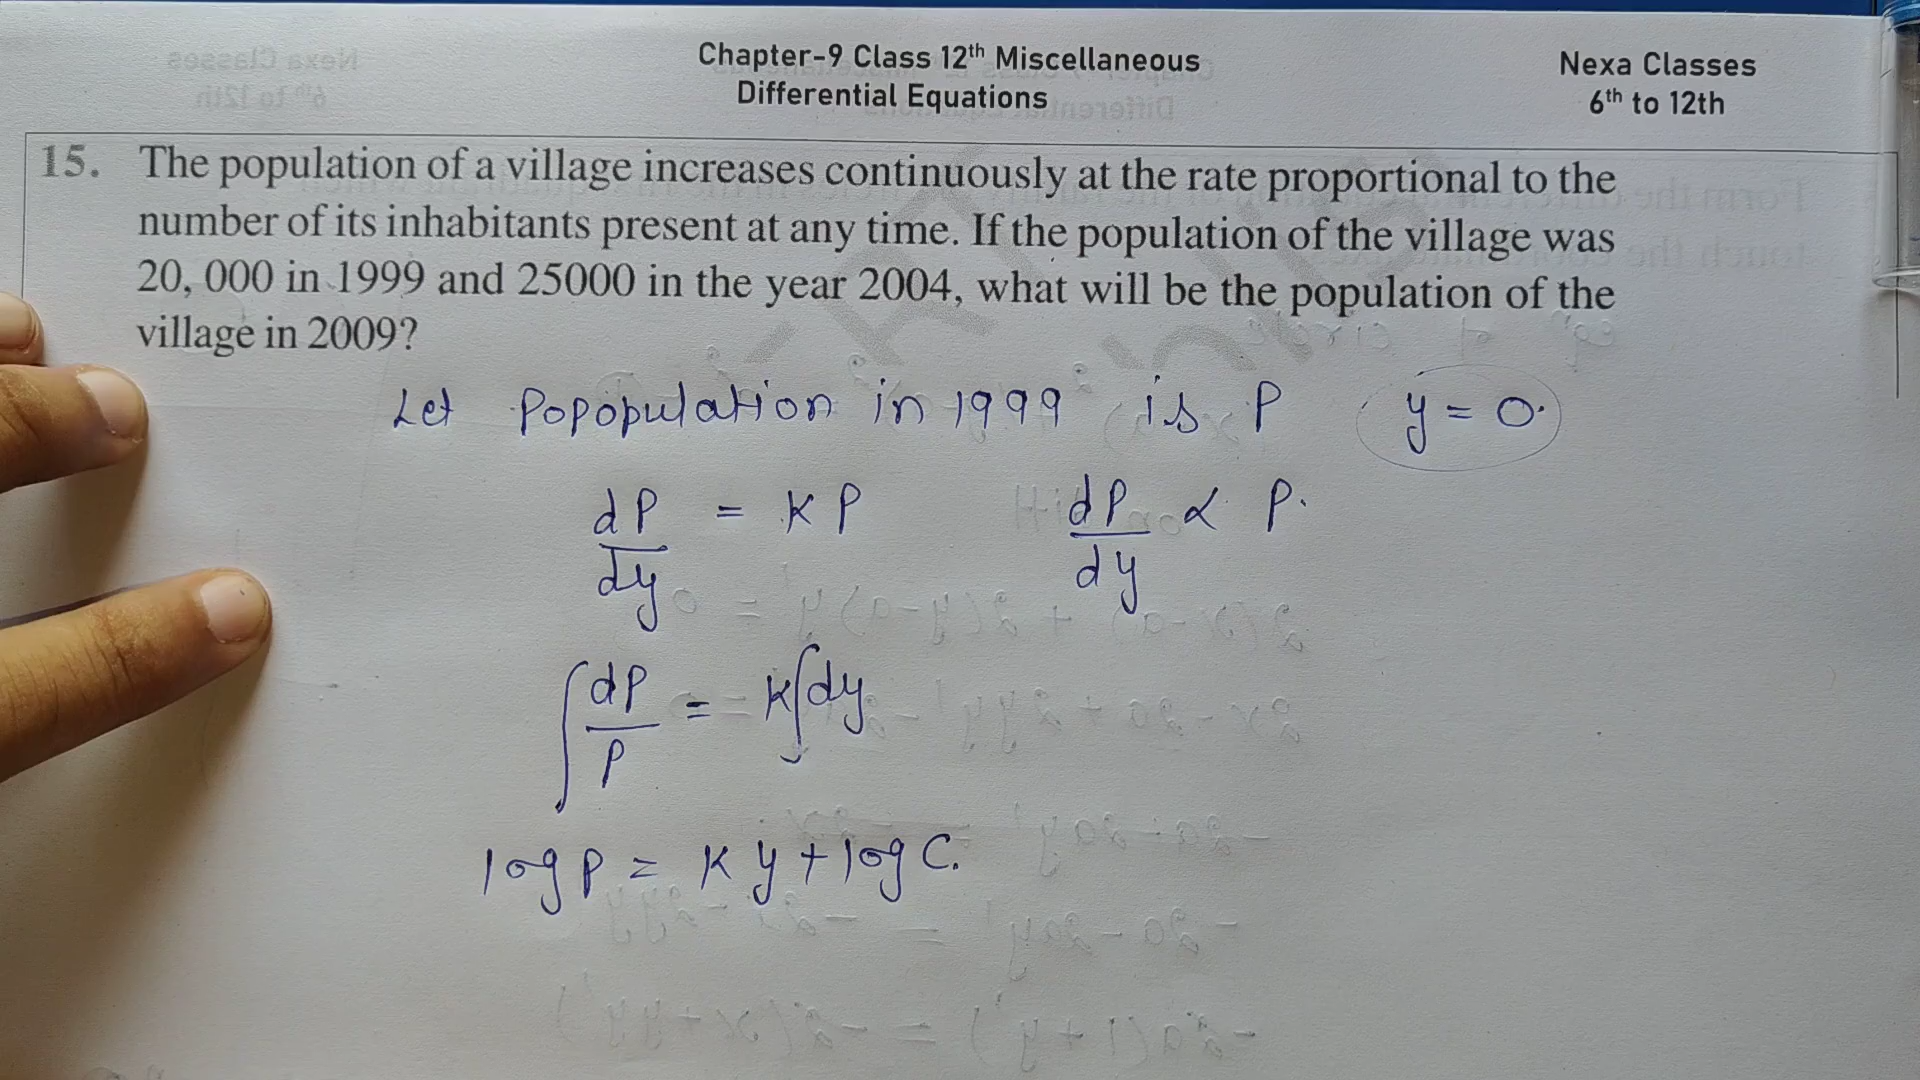 Chapter-9 Class 12th Miscellaneous
Differential Equations
Nexa Classes
6th to 12th
15. The population of a village increases continuously at the rate proportional to the
number of its inhabitants present at any time. If the population of the village was
20, 000 in 1999 and 25000 in the year 2004, what will be the population of the
village in 2009?
Let Popopulation in 1999 is P y = 0.
dP/dy = KP dP/dy ∝ P.
∫dP/P = K∫dy
log P = Ky + log C.